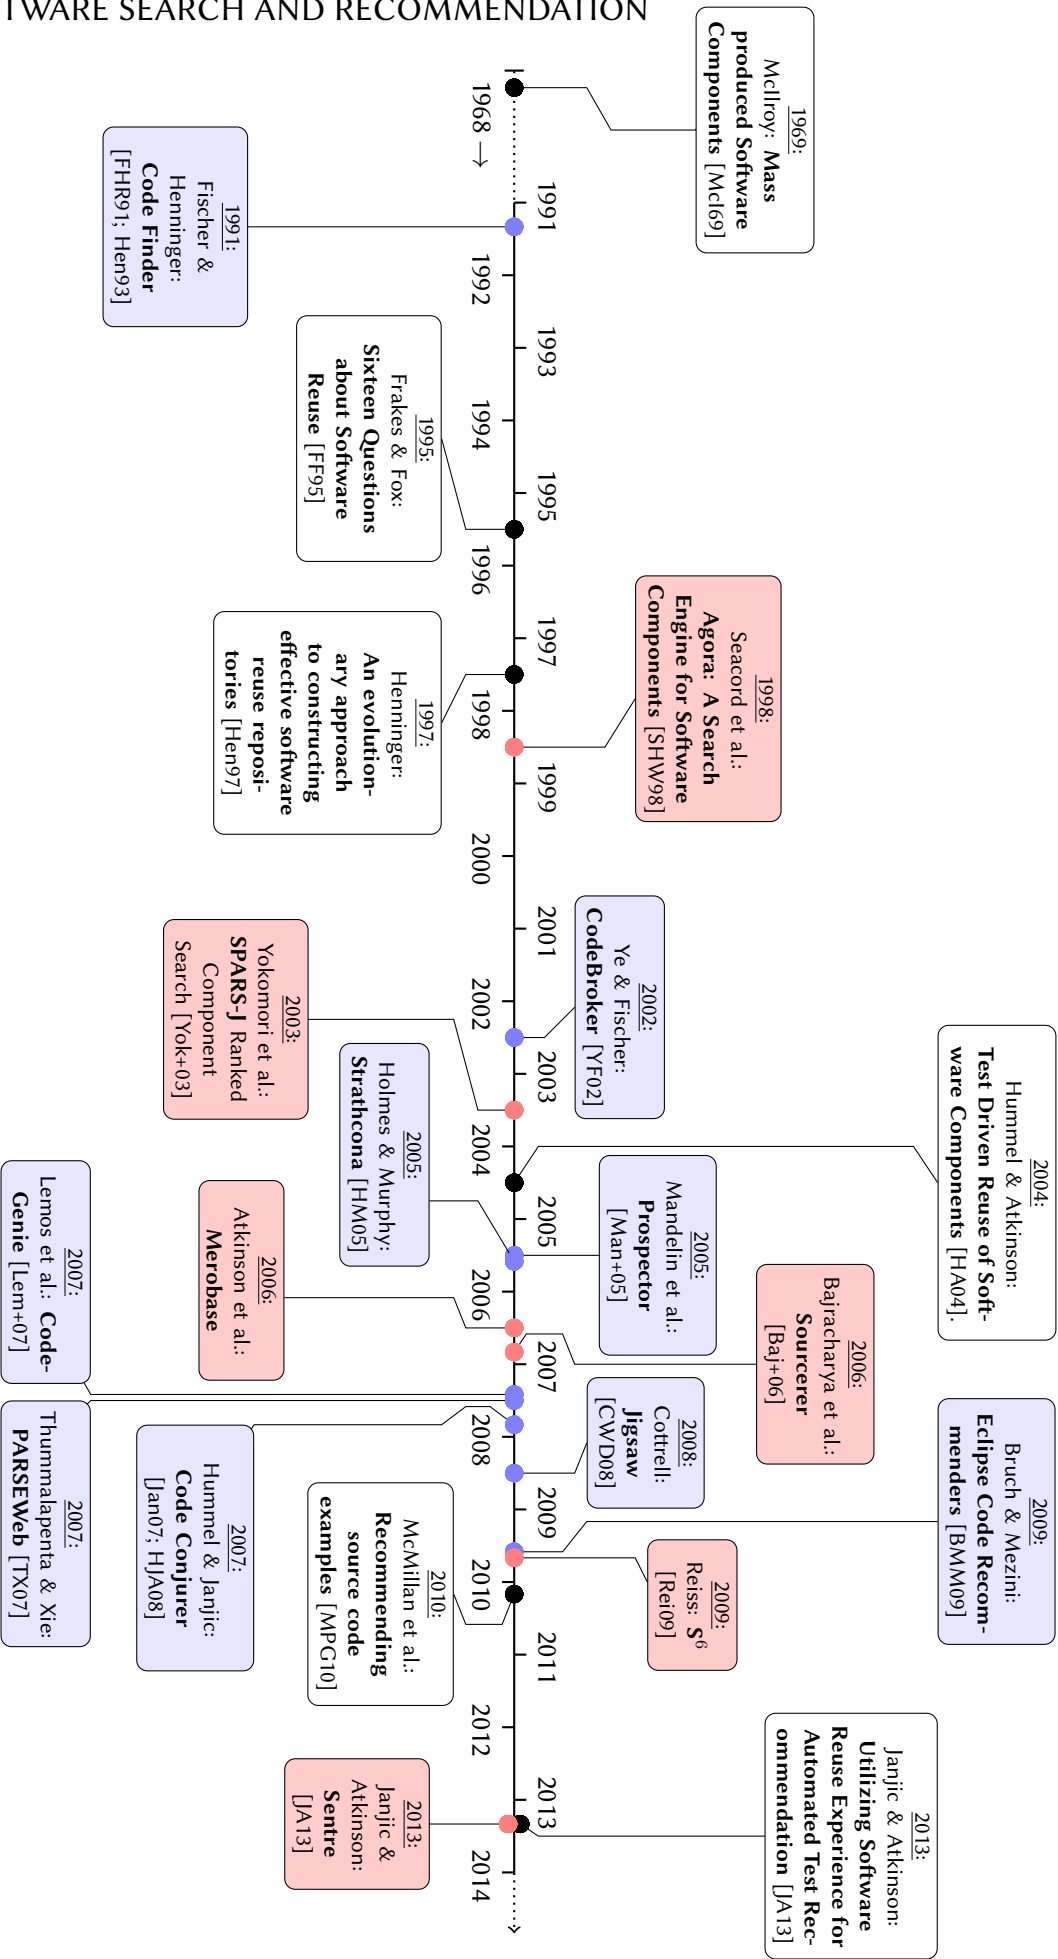 TWARE SEARCH AND RECOMMENDATION
1969:
McIlroy: Mass
produced Software
Components [McI69]
1968 →
1991
1992
1993
1994
1995
1996
1997
1998
1999
2000
2001
2002
2003
2004
2005
2006
2007
2008
2009
2010
2011
2012
2013
2014
1991:
Fischer &
Henninger:
Code Finder
[FHR91; Hen93]
1995:
Frakes & Fox:
Sixteen Questions
about Software
Reuse [FF95]
1997:
Henninger:
An evolution-
ary approach
to constructing
effective software
reuse reposi-
tories [Hen97]
1998:
Seacord et al.:
Agora: A Search
Engine for Software
Components [SHW98]
2002:
Ye & Fischer:
CodeBroker [YF02]
2003:
Yokomori et al.:
SPARS-J Ranked
Component
Search [Yok+03]
2004:
Hummel & Atkinson:
Test Driven Reuse of Soft-
ware Components [HA04].
2005:
Holmes & Murphy:
Strathcona [HM05]
2005:
Mandelin et al.:
Prospector
[Man+05]
2006:
Atkinson et al.:
Merobase
2006:
Bajracharya et al.:
Sourcerer
[Baj+06]
2007:
Lemos et al.: Code-
Genie [Lem+07]
2007:
Thummalapenta & Xie:
PARSEWeb [TX07]
2007:
Hummel & Janjic:
Code Conjurer
[Jan07; HJA08]
2008:
Cottrell:
Jigsaw
[CWD08]
2009:
Bruch & Mezini:
Eclipse Code Recom-
menders [BMM09]
2009:
Reiss: S⁶
[Rei09]
2010:
McMillan et al.:
Recommending
source code
examples [MPG10]
2013:
Janjic & Atkinson:
Utilizing Software
Reuse Experience for
Automated Test Rec-
ommendation [JA13]
2013:
Janjic &
Atkinson:
Sentre
[JA13]